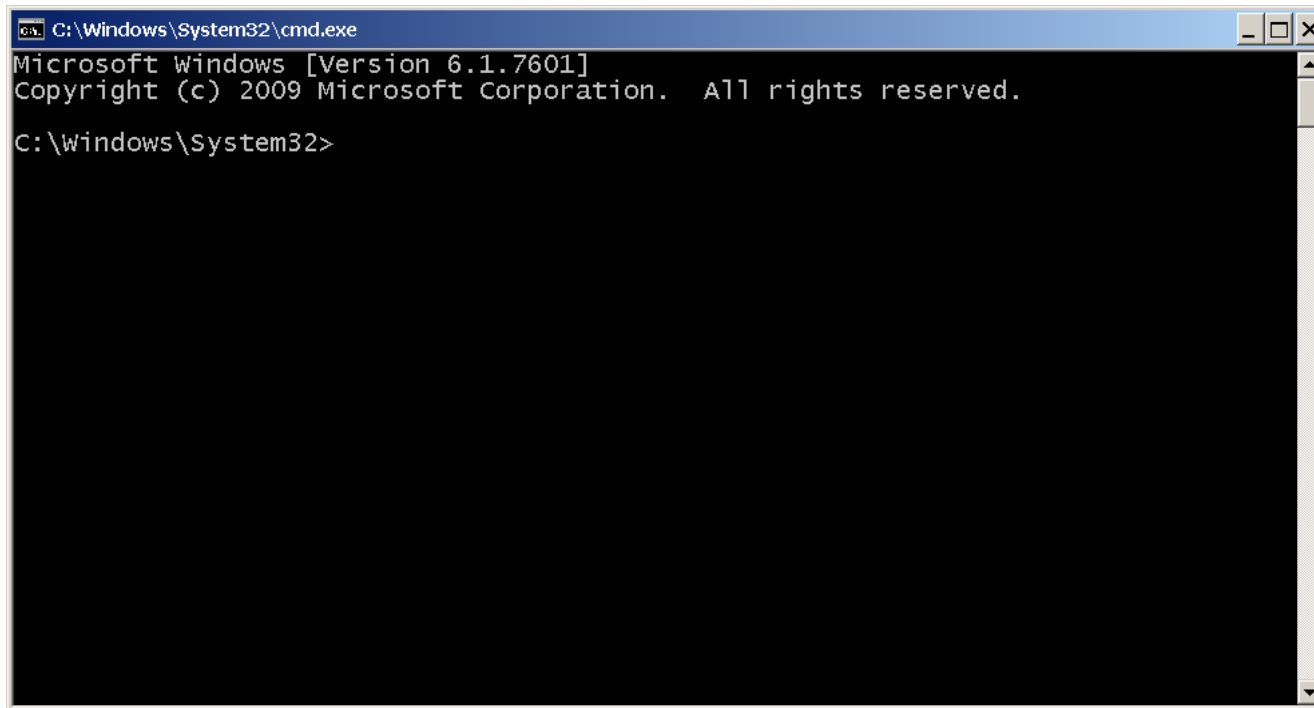 C:\Windows\System32\cmd.exe
Microsoft Windows [Version 6.1.7601]
Copyright (c) 2009 Microsoft Corporation.  All rights reserved.
C:\Windows\System32>